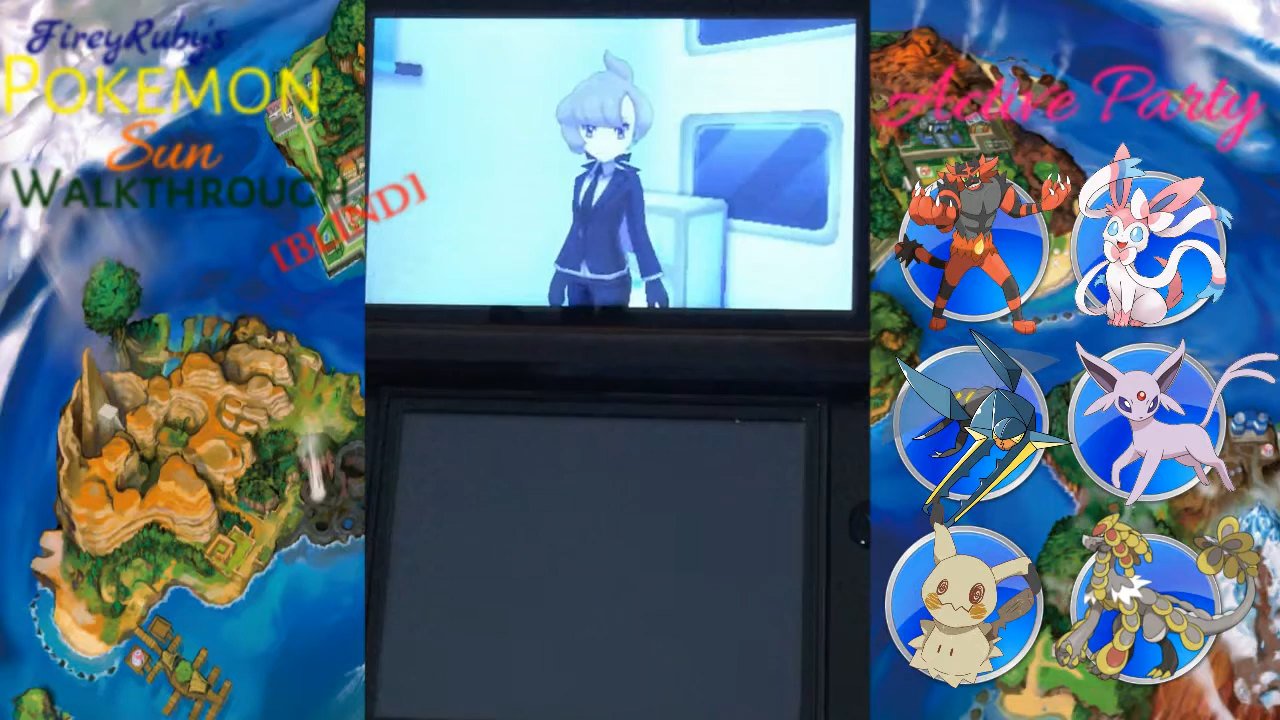 FireyRuby's
POKEMON
Sun
WALKTHROUGH
[BLIND]
Active Party